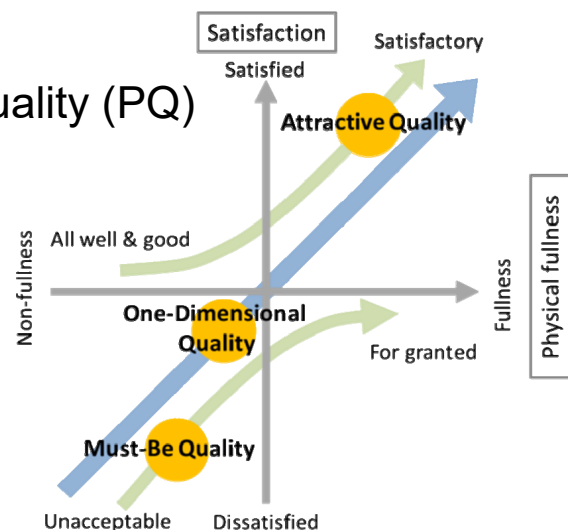 Satisfaction
Satisfied
Satisfactory
uality (PQ)
Attractive Quality
All well & good
Non-fullness
Fullness
Physical fullness
One-Dimensional
Quality
For granted
Must-Be Quality
Unacceptable
Dissatisfied